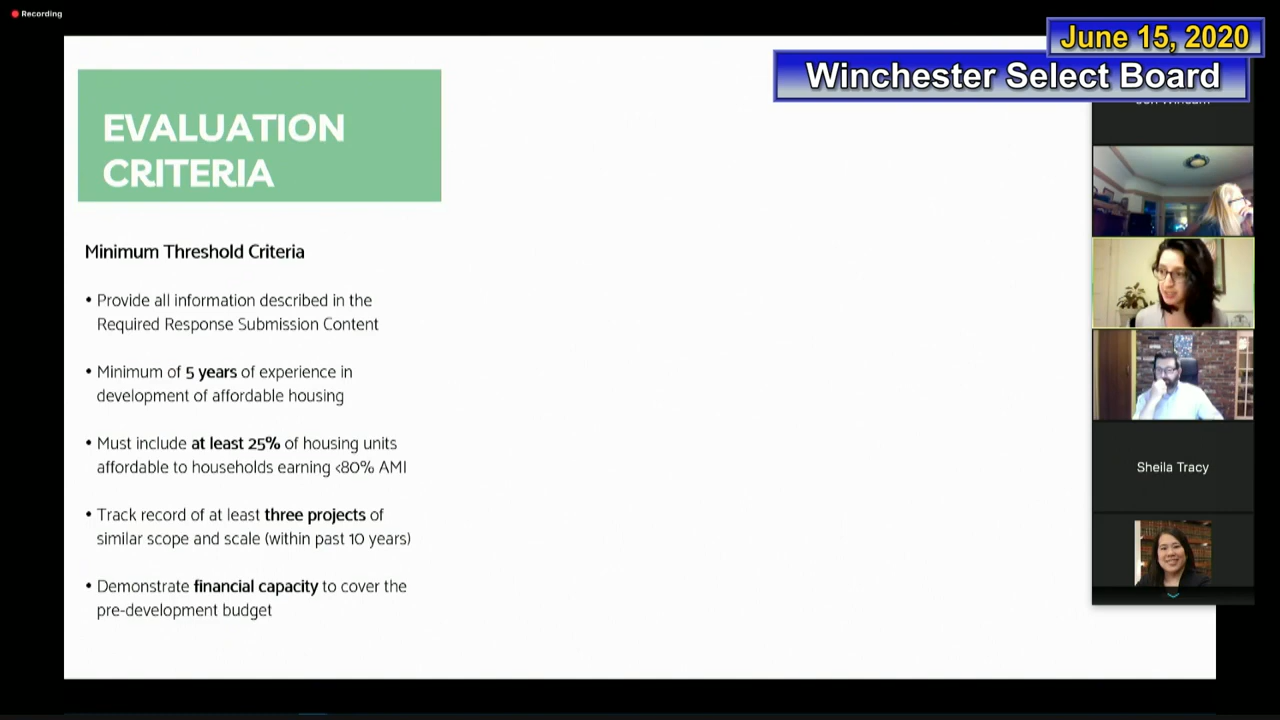 Recording
June 15, 2020
Winchester Select Board
EVALUATION
CRITERIA
Minimum Threshold Criteria
• Provide all information described in the
Required Response Submission Content
• Minimum of 5 years of experience in
development of affordable housing
• Must include at least 25% of housing units
affordable to households earning <80% AMI
• Track record of at least three projects of
similar scope and scale (within past 10 years)
• Demonstrate financial capacity to cover the
pre-development budget
Sheila Tracy